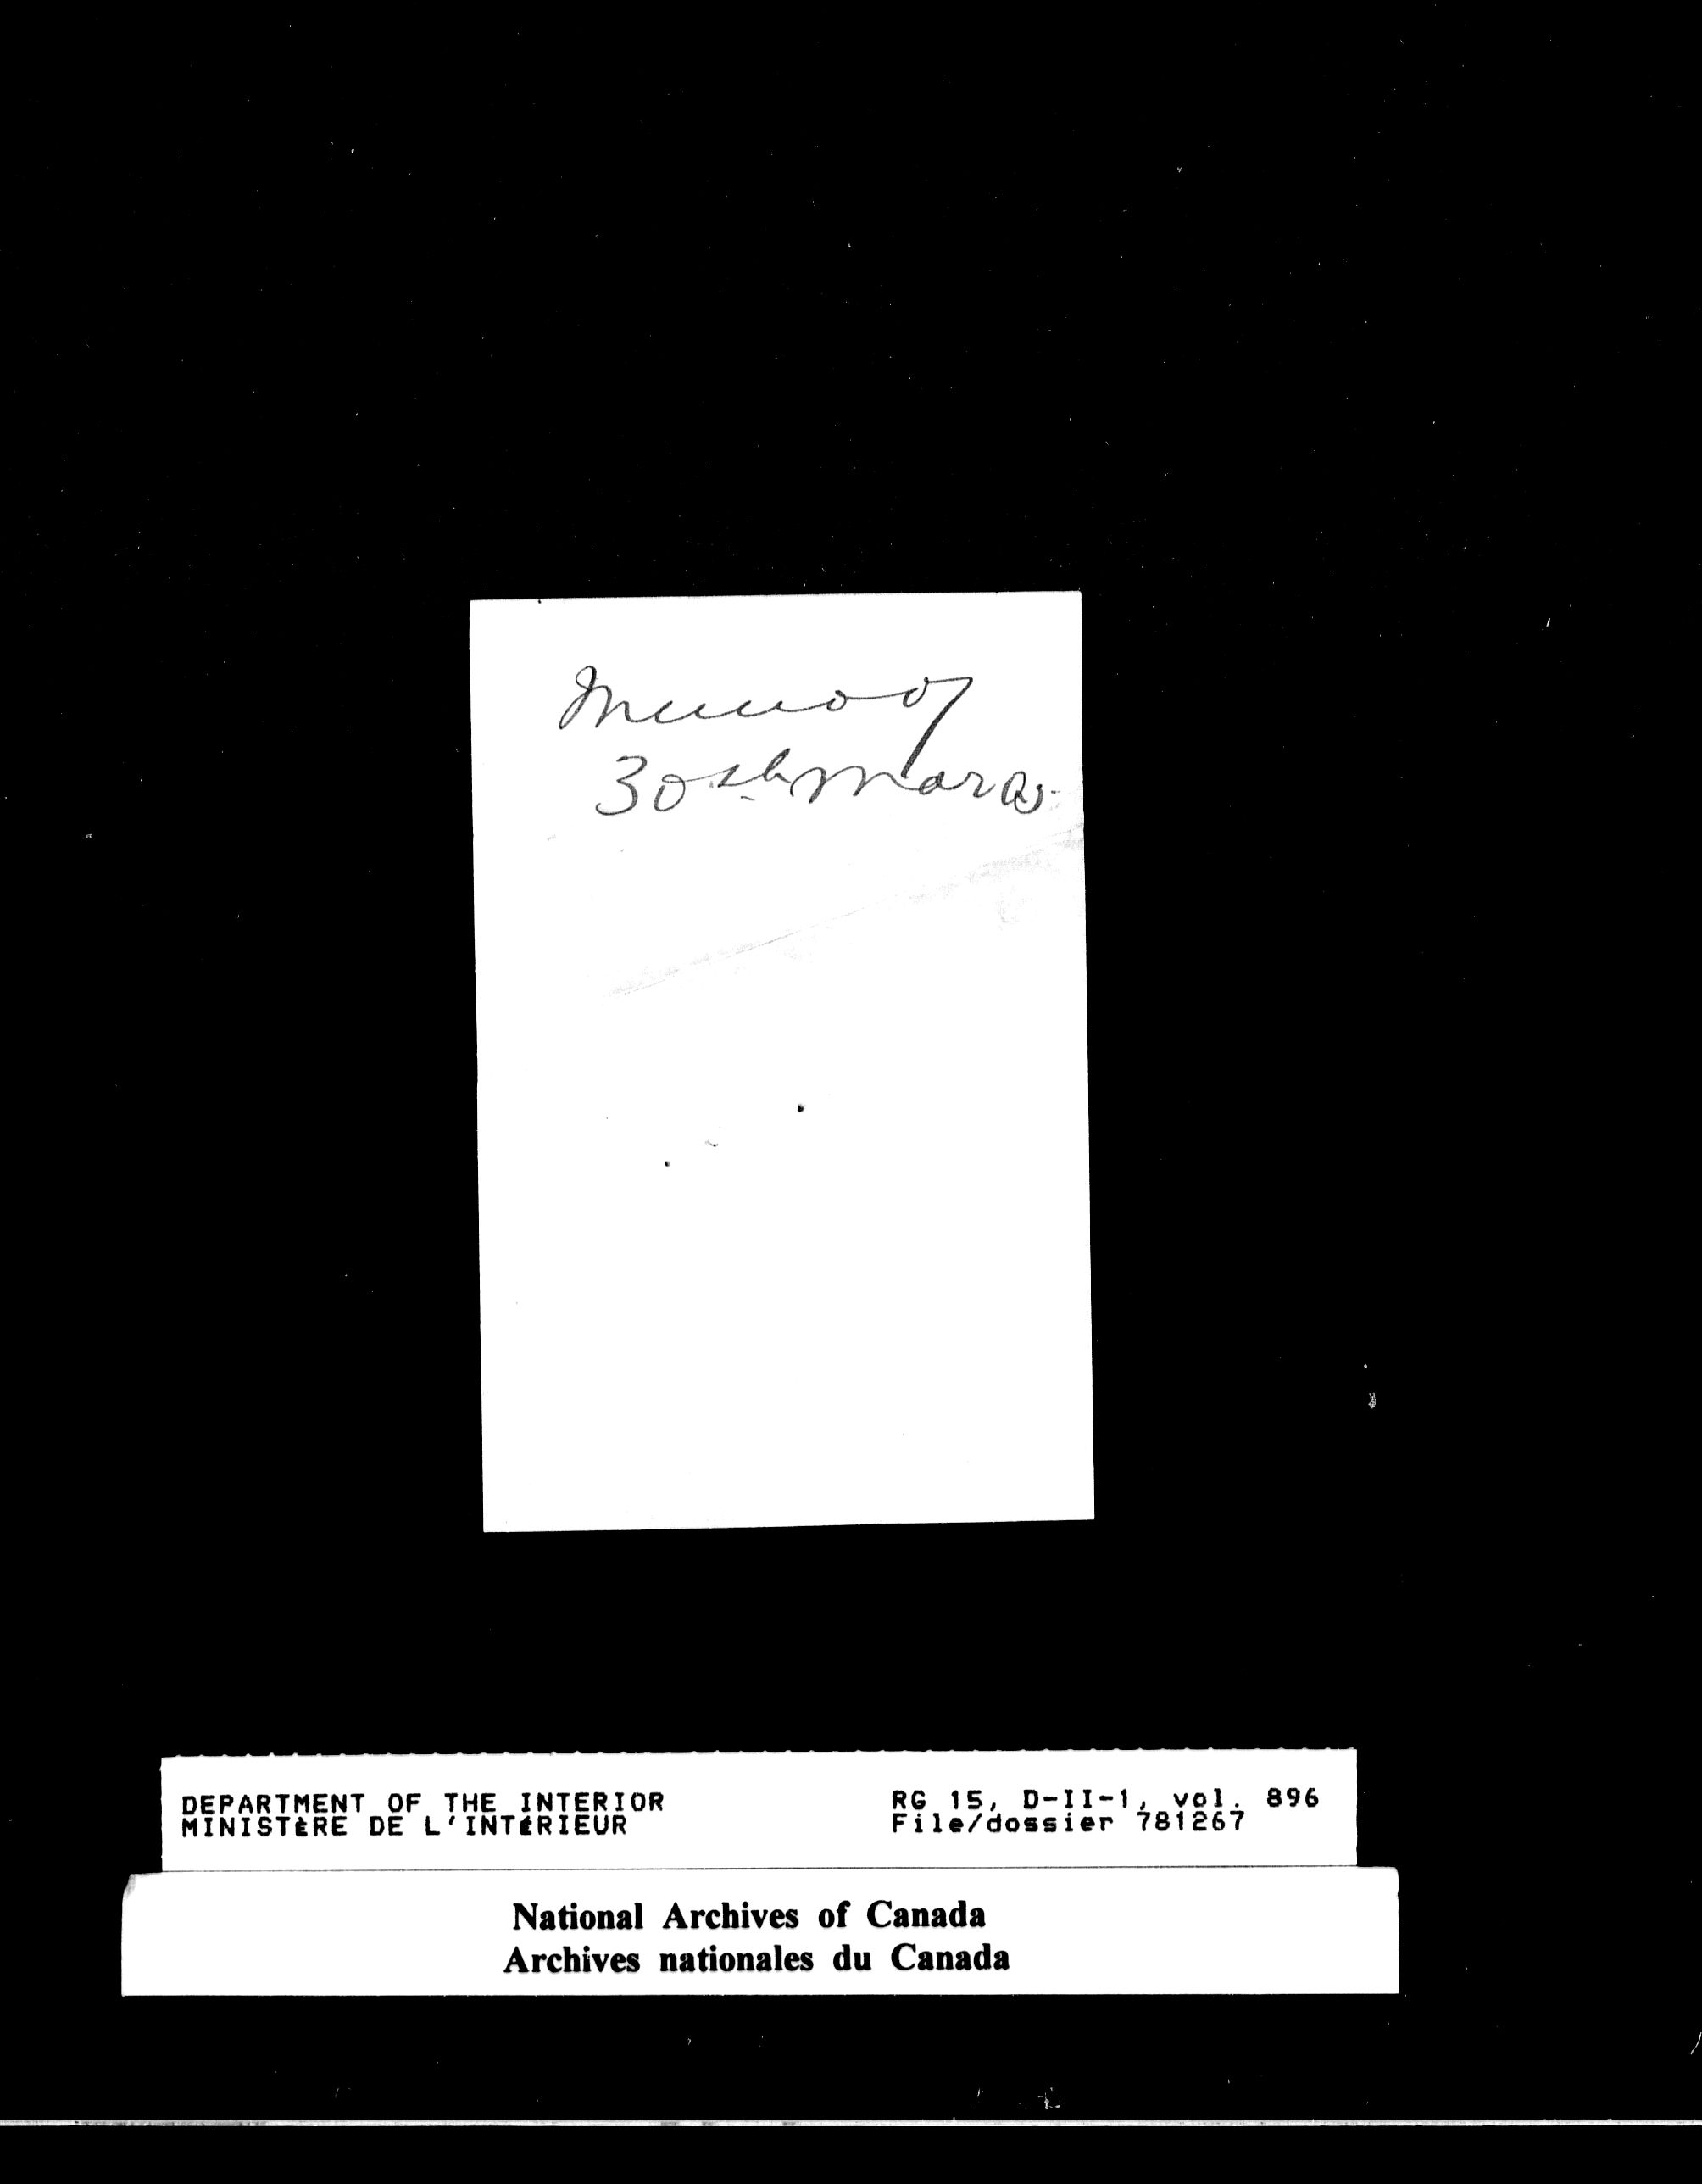 Memo of
30th Mar
DEPARTMENT OF THE INTERIOR
MINISTÈRE DE L'INTÉRIEUR
RG 15, D-II-1, vol. 896
File/dossier 781267
National Archives of Canada
Archives nationales du Canada